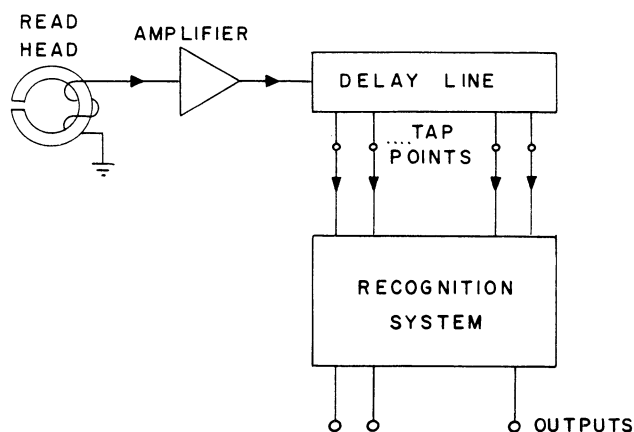 READ
HEAD
AMPLIFIER
DELAY LINE
....TAP
POINTS
RECOGNITION
SYSTEM
OUTPUTS